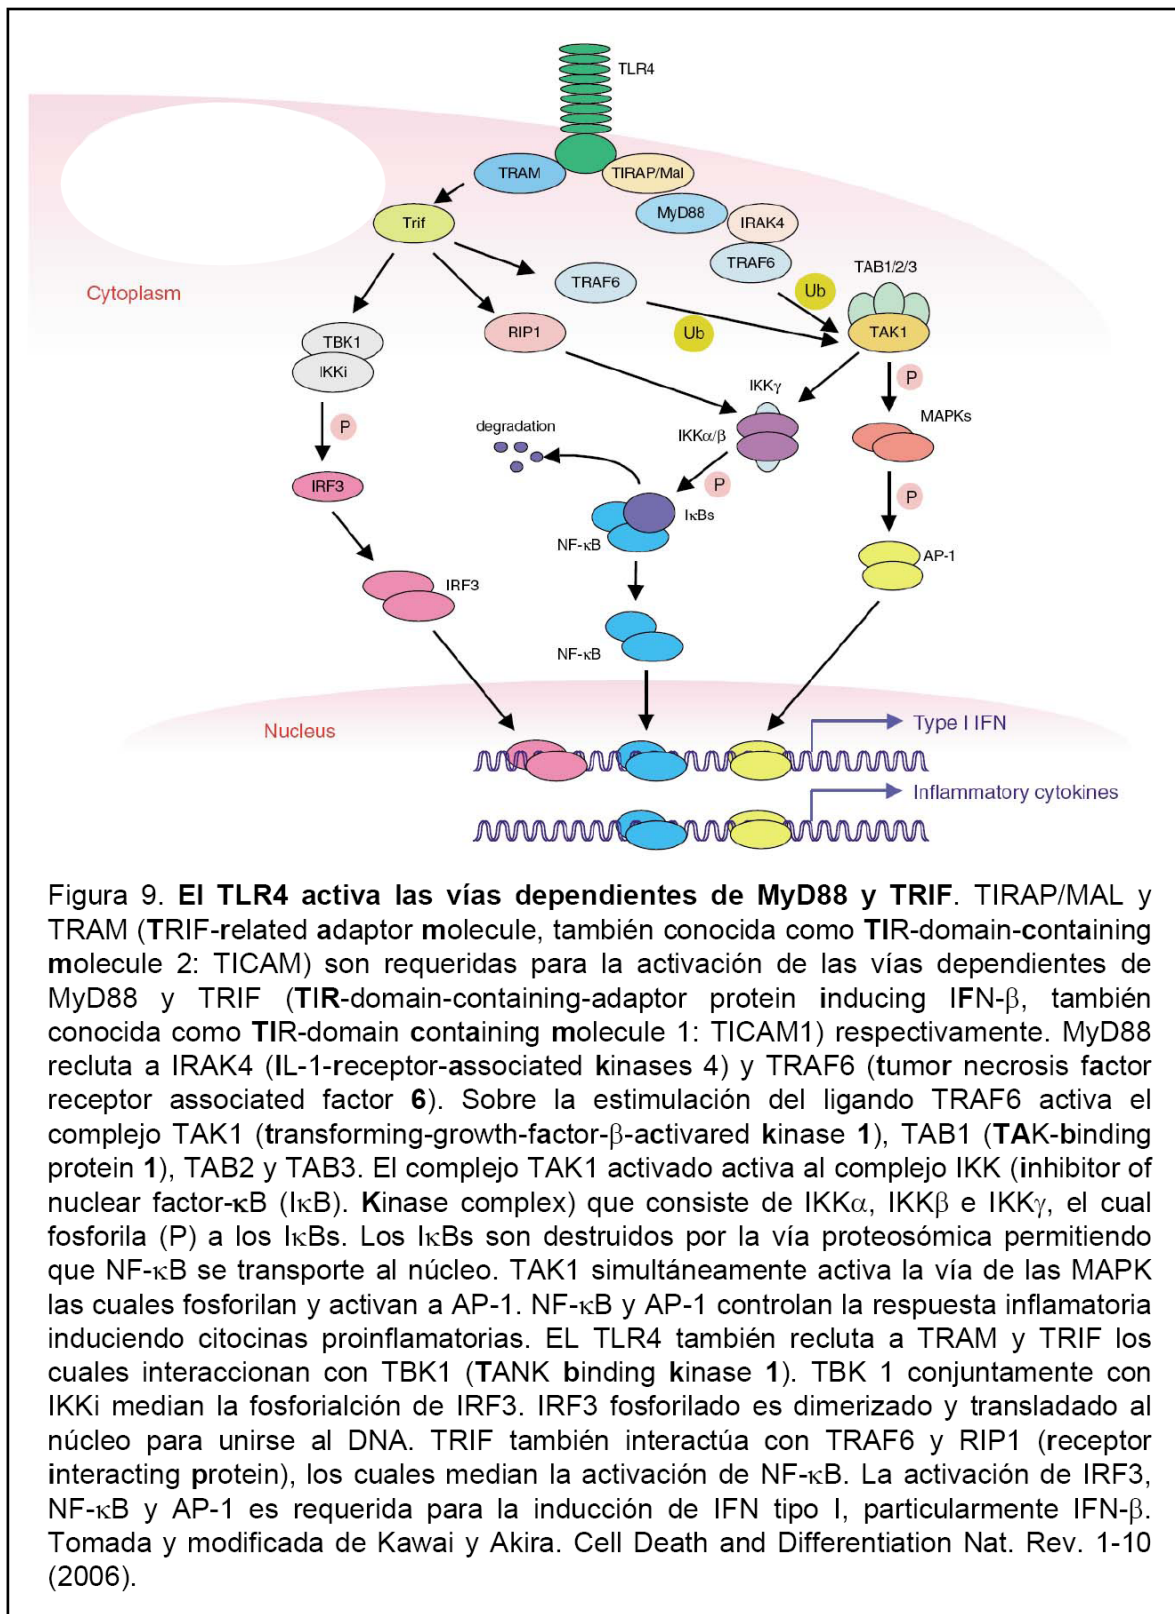 TLR4
TRAM
TIRAP/Mal
MyD88
IRAK4
Trif
TRAF6
TAB1/2/3
Cytoplasm
TRAF6
Ub
Ub
TAK1
RIP1
TBK1
IKKi
IKKγ
P
MAPKs
P
degradation
IKKα/β
P
P
IRF3
IκBs
NF-κB
AP-1
IRF3
NF-κB
Nucleus
Type I IFN
Inflammatory cytokines
Figura 9. El TLR4 activa las vías dependientes de MyD88 y TRIF. TIRAP/MAL y
TRAM (TRIF-related adaptor molecule, también conocida como TIR-domain-containing
molecule 2: TICAM) son requeridas para la activación de las vías dependientes de
MyD88 y TRIF (TIR-domain-containing-adaptor protein inducing IFN-β, también
conocida como TIR-domain containing molecule 1: TICAM1) respectivamente. MyD88
recluta a IRAK4 (IL-1-receptor-associated kinases 4) y TRAF6 (tumor necrosis factor
receptor associated factor 6). Sobre la estimulación del ligando TRAF6 activa el
complejo TAK1 (transforming-growth-factor-β-activared kinase 1), TAB1 (TAK-binding
protein 1), TAB2 y TAB3. El complejo TAK1 activado activa al complejo IKK (inhibitor of
nuclear factor-κB (IκB). Kinase complex) que consiste de IKKα, IKKβ e IKKγ, el cual
fosforila (P) a los IκBs. Los IκBs son destruidos por la vía proteosómica permitiendo
que NF-κB se transporte al núcleo. TAK1 simultáneamente activa la vía de las MAPK
las cuales fosforilan y activan a AP-1. NF-κB y AP-1 controlan la respuesta inflamatoria
induciendo citocinas proinflamatorias. EL TLR4 también recluta a TRAM y TRIF los
cuales interaccionan con TBK1 (TANK binding kinase 1). TBK 1 conjuntamente con
IKKi median la fosforialción de IRF3. IRF3 fosforilado es dimerizado y transladado al
núcleo para unirse al DNA. TRIF también interactúa con TRAF6 y RIP1 (receptor
interacting protein), los cuales median la activación de NF-κB. La activación de IRF3,
NF-κB y AP-1 es requerida para la inducción de IFN tipo I, particularmente IFN-β.
Tomada y modificada de Kawai y Akira. Cell Death and Differentiation Nat. Rev. 1-10
(2006).